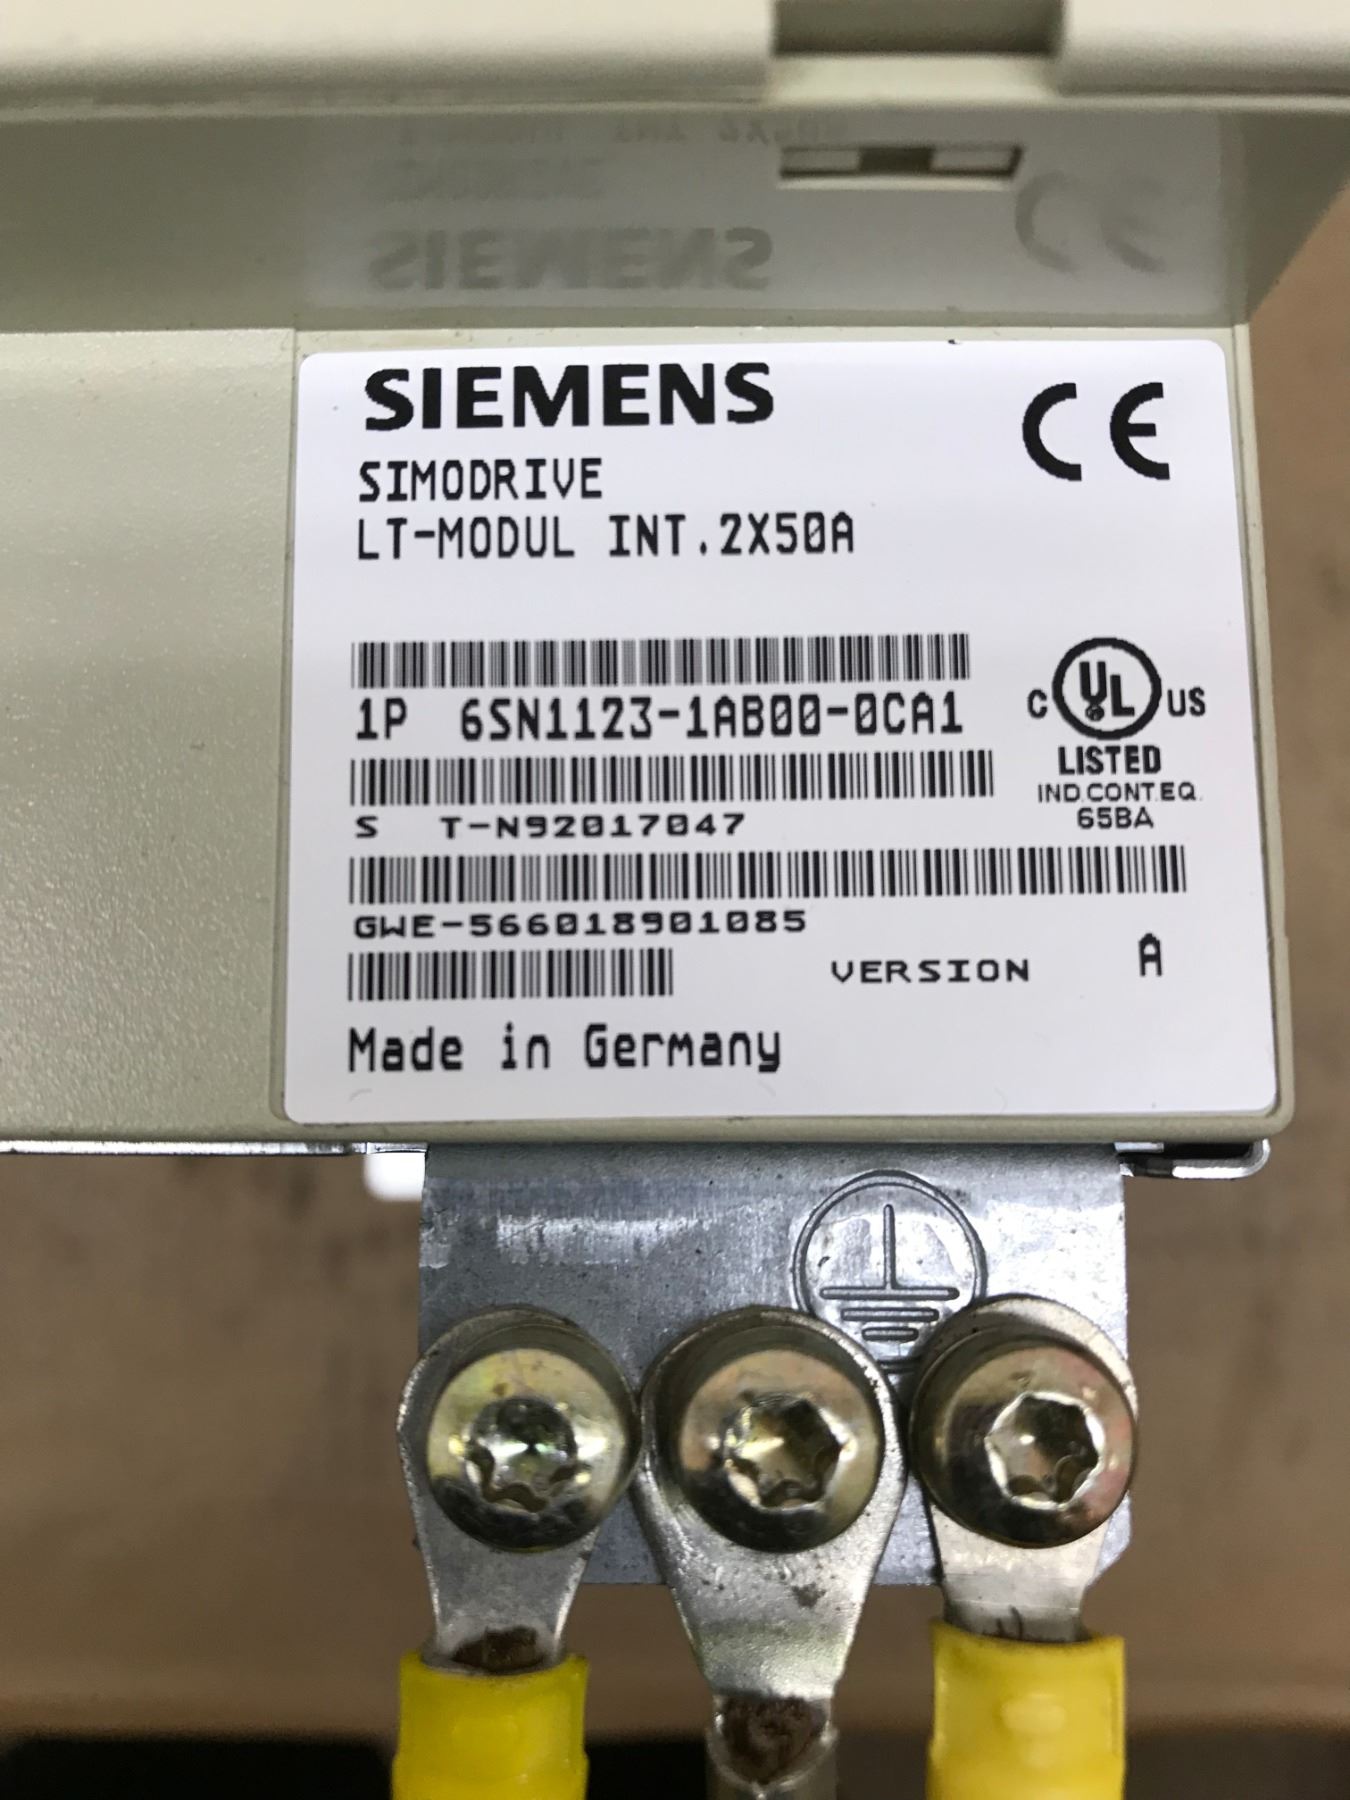 SIEMENS
CE
SIMODRIVE
LT-MODUL INT.2X50A
1P 6SN1123-1AB00-0CA1
C UL US
LISTED
IND.CONT.EQ.
65BA
S T-N92017047
GWE-566018901085
VERSION A
Made in Germany